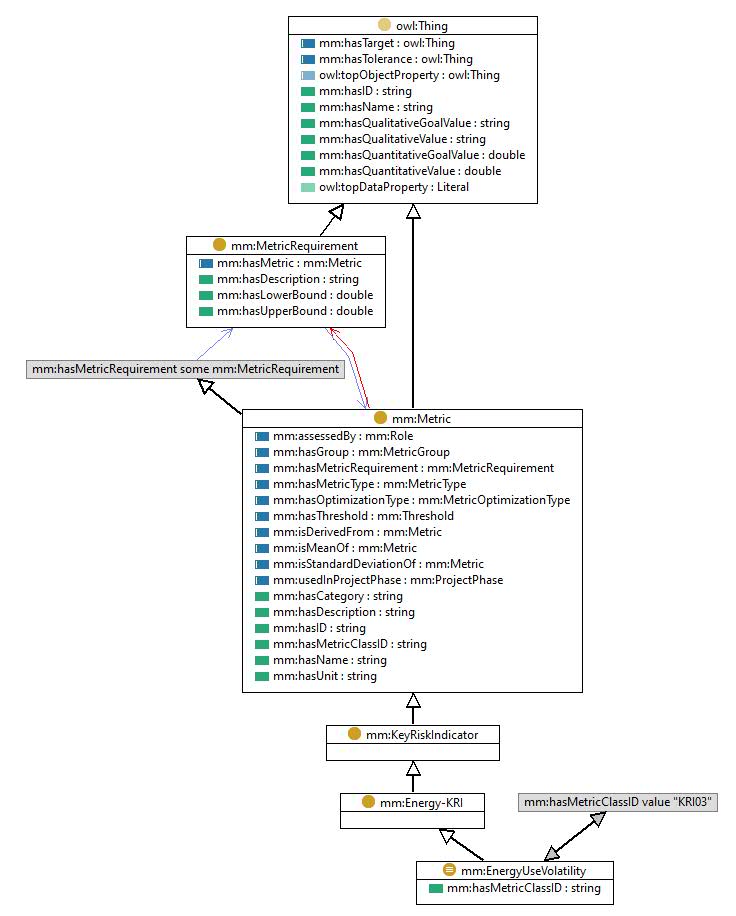 owl:Thing
mm:hasTarget : owl:Thing
mm:hasTolerance : owl:Thing
owl:topObjectProperty : owl:Thing
mm:hasID : string
mm:hasName : string
mm:hasQualitativeGoalValue : string
mm:hasQualitativeValue : string
mm:hasQuantitativeGoalValue : double
mm:hasQuantitativeValue : double
owl:topDataProperty : Literal
mm:MetricRequirement
mm:hasMetric : mm:Metric
mm:hasDescription : string
mm:hasLowerBound : double
mm:hasUpperBound : double
mm:hasMetricRequirement some mm:MetricRequirement
mm:Metric
mm:assessedBy : mm:Role
mm:hasGroup : mm:MetricGroup
mm:hasMetricRequirement : mm:MetricRequirement
mm:hasMetricType : mm:MetricType
mm:hasOptimizationType : mm:MetricOptimizationType
mm:hasThreshold : mm:Threshold
mm:isDerivedFrom : mm:Metric
mm:isMeanOf : mm:Metric
mm:isStandardDeviationOf : mm:Metric
mm:usedInProjectPhase : mm:ProjectPhase
mm:hasCategory : string
mm:hasDescription : string
mm:hasID : string
mm:hasMetricClassID : string
mm:hasName : string
mm:hasUnit : string
mm:KeyRiskIndicator
mm:Energy-KRI
mm:hasMetricClassID value "KRI03"
mm:EnergyUseVolatility
mm:hasMetricClassID : string